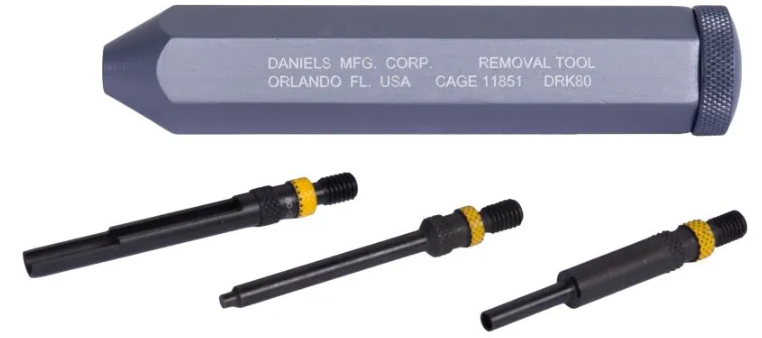 DANIELS MFG. CORP. REMOVAL TOOL
ORLANDO FL. USA CAGE 11851 DRK80